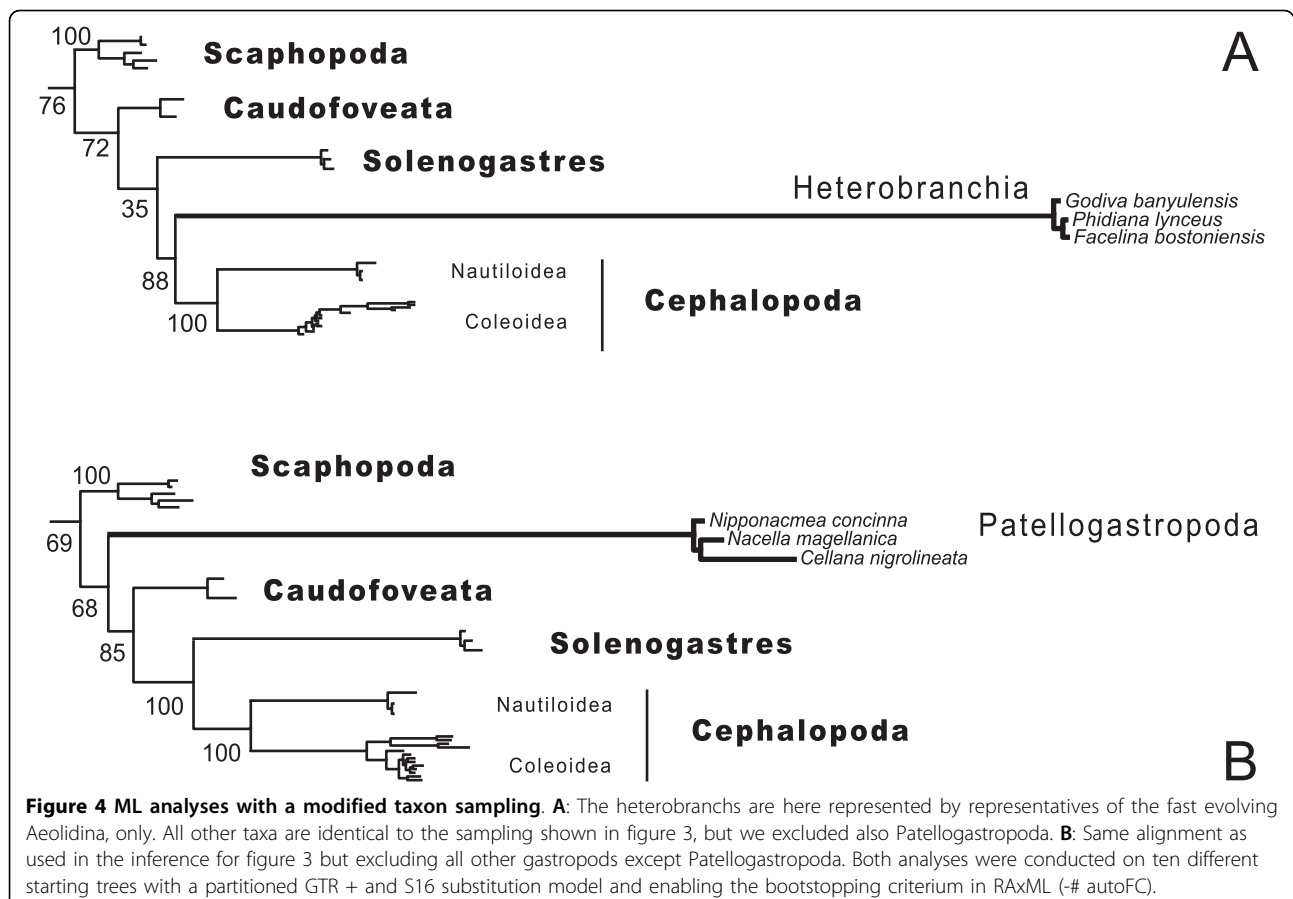 A
100
Scaphopoda
76
Caudofoveata
72
Solenogastres
35
Heterobranchia
Godiva banyulensis
Phidiana lynceus
Facelina bostoniensis
88
Nautiloidea
Cephalopoda
100
Coleoidea
100
Scaphopoda
69
Nipponacmea concinna
Patellogastropoda
Nacella magellanica
Cellana nigrolineata
Caudofoveata
68
85
Solenogastres
100
Nautiloidea
Cephalopoda
100
Coleoidea
B
Figure 4 ML analyses with a modified taxon sampling. A: The heterobranchs are here represented by representatives of the fast evolving
Aeolidina, only. All other taxa are identical to the sampling shown in figure 3, but we excluded also Patellogastropoda. B: Same alignment as
used in the inference for figure 3 but excluding all other gastropods except Patellogastropoda. Both analyses were conducted on ten different
starting trees with a partitioned GTR + and S16 substitution model and enabling the bootstopping criterium in RAxML (-# autoFC).